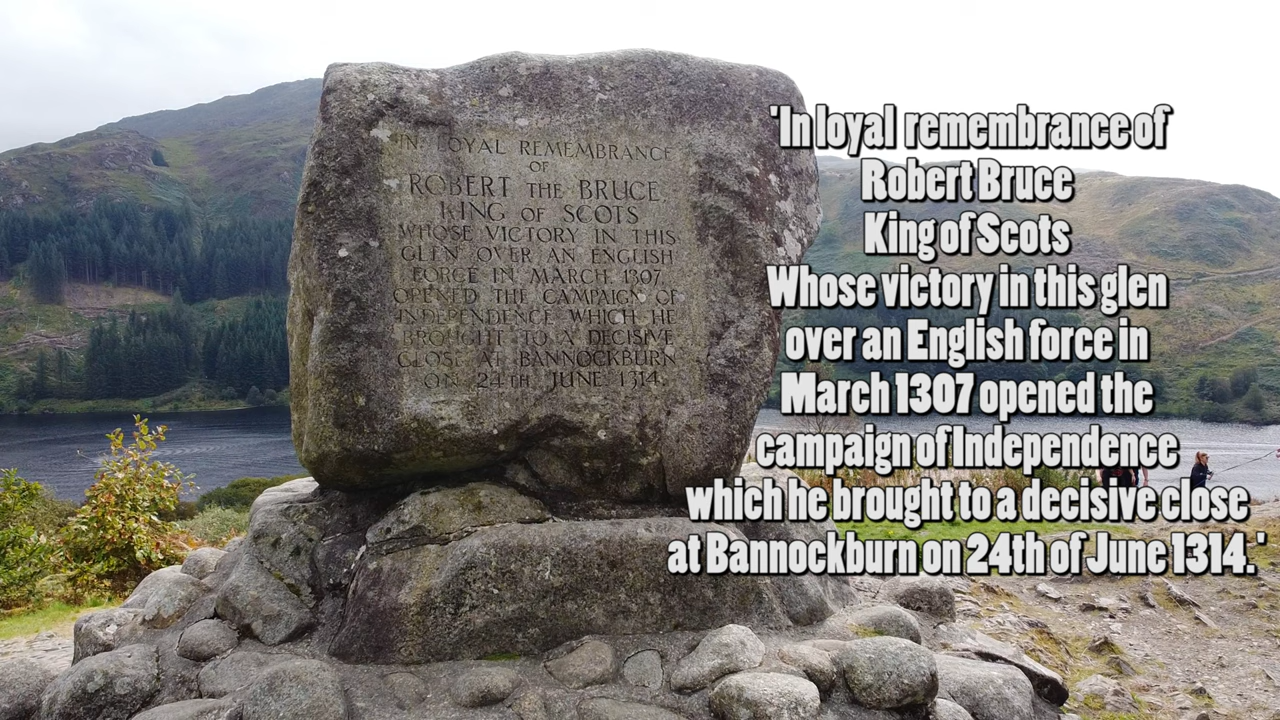 IN LOYAL REMEMBRANCE
OF
ROBERT THE BRUCE,
KING OF SCOTS
WHOSE VICTORY IN THIS
GLEN OVER AN ENGLISH
FORCE IN MARCH 1307,
OPENED THE CAMPAIGN OF
INDEPENDENCE WHICH HE
BROUGHT TO A DECISIVE
CLOSE AT BANNOCKBURN
ON 24TH JUNE 1314.
'In loyal remembrance of
Robert Bruce
King of Scots
Whose victory in this glen
over an English force in
March 1307 opened the
campaign of Independence
which he brought to a decisive close
at Bannockburn on 24th of June 1314.'